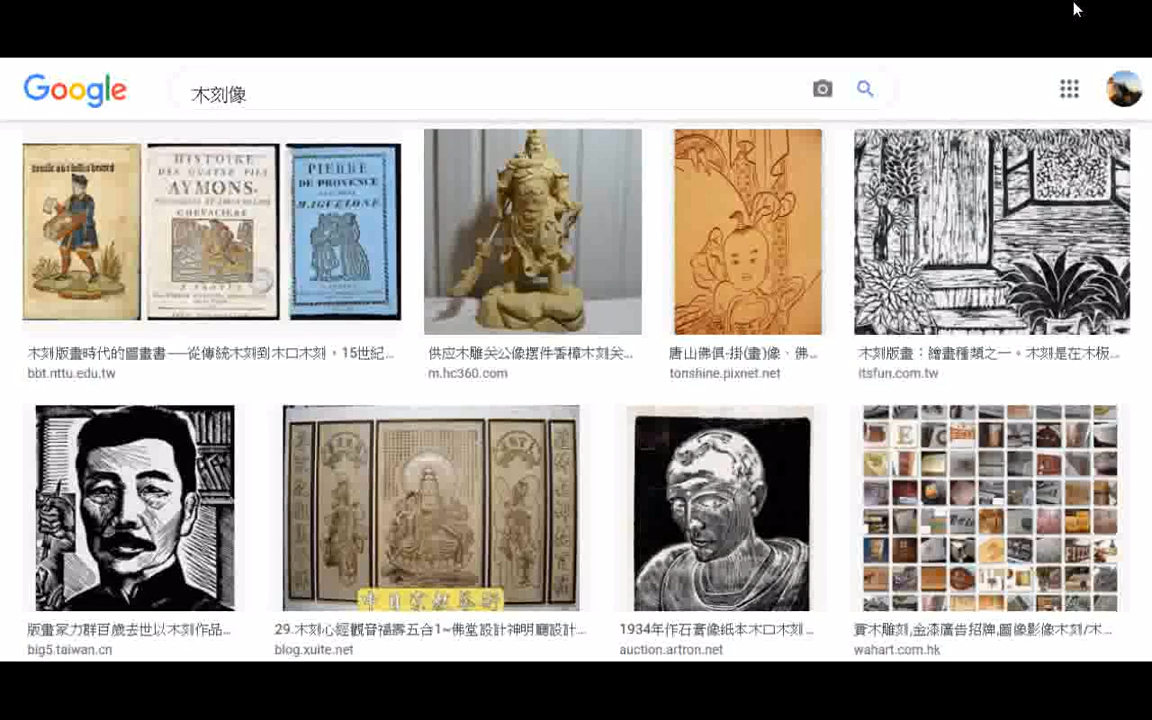 Google
木刻像
HISTOIRE
DES QUATRE FILS
AYMONS.
PIERRE
DE PROVENCE
MAGUELONE.
木刻版畫時代的圖畫書——從傳統木刻到木口木刻,15世紀...
bbt.nttu.edu.tw
供应木雕关公像摆件香樟木刻关...
m.hc360.com
唐山佛俱-掛(畫)像、佛...
tonshine.pixnet.net
木刻版畫:繪畫種類之一。木刻是在木板...
itsfun.com.tw
版畫家力群百歲去世以木刻作品...
big5.taiwan.cn
29.木刻心經觀音福壽五合1~佛堂設計神明廳設計...
blog.xuite.net
1934年作石膏像纸本木口木刻...
auction.artron.net
實木雕刻,金漆廣告招牌,圖像影像木刻/木...
wahart.com.hk